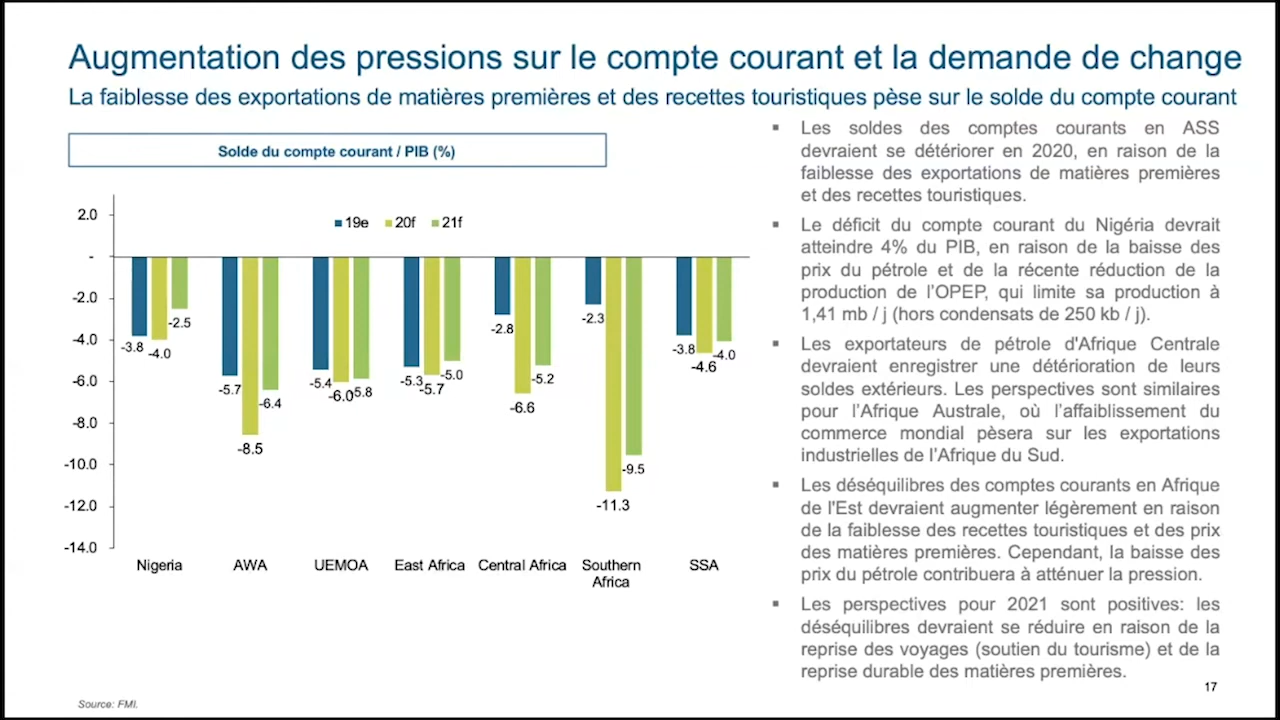 Augmentation des pressions sur le compte courant et la demande de change
La faiblesse des exportations de matières premières et des recettes touristiques pèse sur le solde du compte courant
Solde du compte courant / PIB (%)
19e 20f 21f
2.0
-
-2.0
-4.0
-6.0
-8.0
-10.0
-12.0
-14.0
-3.8 -4.0 -2.5
-5.7 -8.5 -6.4
-5.4 -6.0 -5.8
-5.3 -5.7 -5.0
-2.8 -6.6 -5.2
-2.3 -11.3 -9.5
-3.8 -4.6 -4.0
Nigeria AWA UEMOA East Africa Central Africa Southern SSA
Africa
▪ Les soldes des comptes courants en ASS
devraient se détériorer en 2020, en raison de la
faiblesse des exportations de matières premières
et des recettes touristiques.
▪ Le déficit du compte courant du Nigéria devrait
atteindre 4% du PIB, en raison de la baisse des
prix du pétrole et de la récente réduction de la
production de l'OPEP, qui limite sa production à
1,41 mb / j (hors condensats de 250 kb / j).
▪ Les exportateurs de pétrole d'Afrique Centrale
devraient enregistrer une détérioration de leurs
soldes extérieurs. Les perspectives sont similaires
pour l'Afrique Australe, où l'affaiblissement du
commerce mondial pèsera sur les exportations
industrielles de l'Afrique du Sud.
▪ Les déséquilibres des comptes courants en Afrique
de l'Est devraient augmenter légèrement en raison
de la faiblesse des recettes touristiques et des prix
des matières premières. Cependant, la baisse des
prix du pétrole contribuera à atténuer la pression.
▪ Les perspectives pour 2021 sont positives: les
déséquilibres devraient se réduire en raison de la
reprise des voyages (soutien du tourisme) et de la
reprise durable des matières premières.
17
Source: FMI.